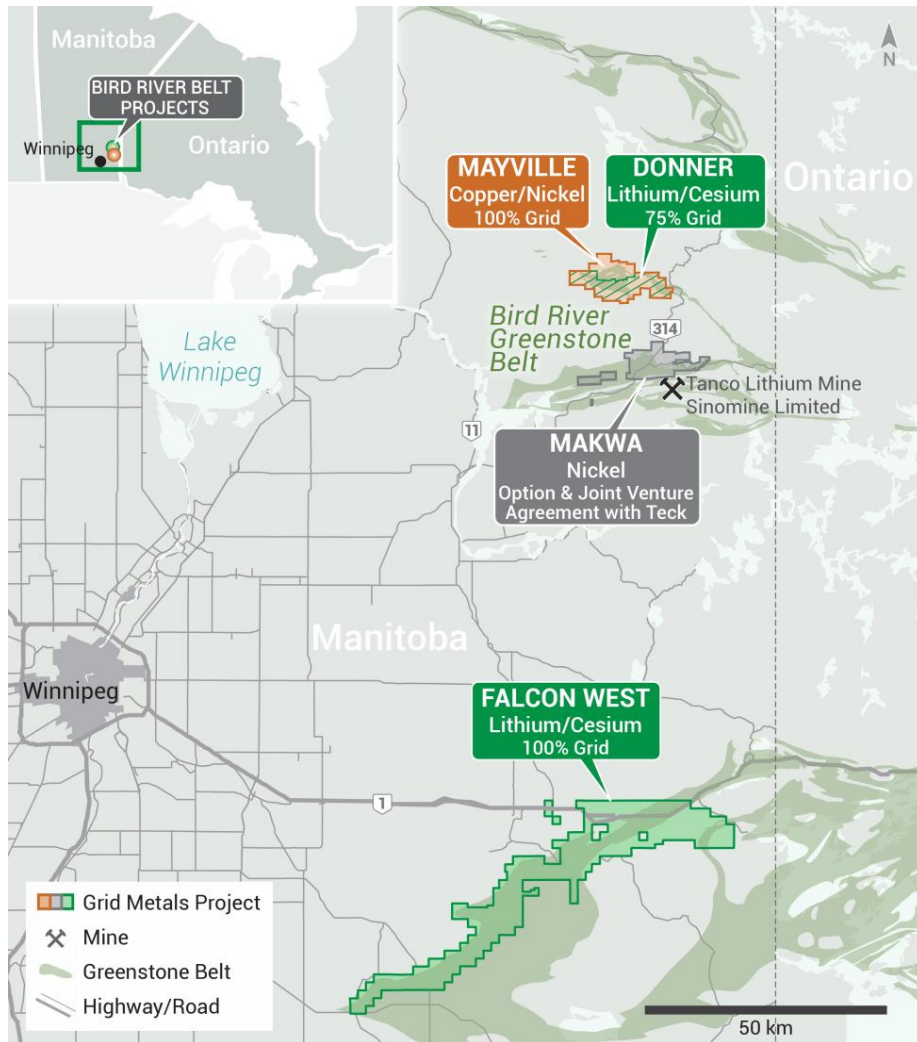 Manitoba
BIRD RIVER BELT
PROJECTS
Winnipeg
Ontario
N
MAYVILLE
Copper/Nickel
100% Grid
DONNER
Lithium/Cesium
75% Grid
Ontario
Bird River
Greenstone
Belt
314
Lake
Winnipeg
Tanco Lithium Mine
Sinomine Limited
11
MAKWA
Nickel
Option & Joint Venture
Agreement with Teck
Manitoba
Winnipeg
FALCON WEST
Lithium/Cesium
100% Grid
1
Grid Metals Project
Mine
Greenstone Belt
Highway/Road
50 km